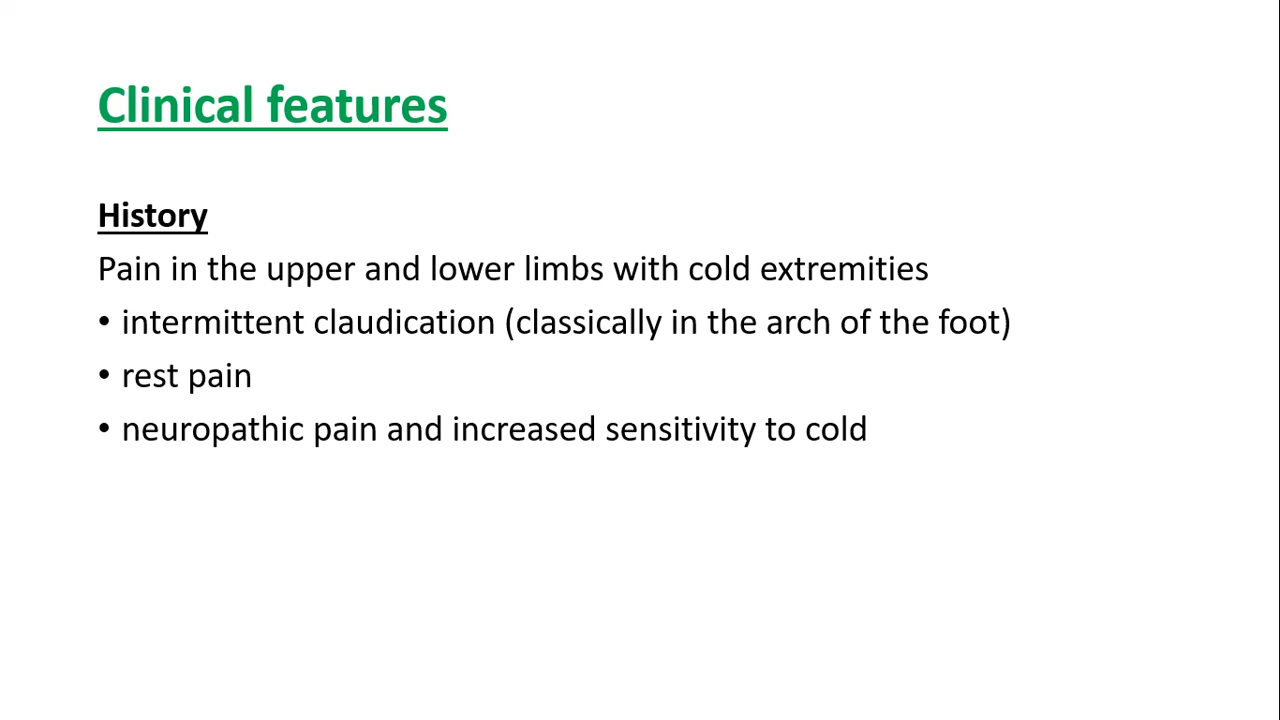 Clinical features
History
Pain in the upper and lower limbs with cold extremities
• intermittent claudication (classically in the arch of the foot)
• rest pain
• neuropathic pain and increased sensitivity to cold